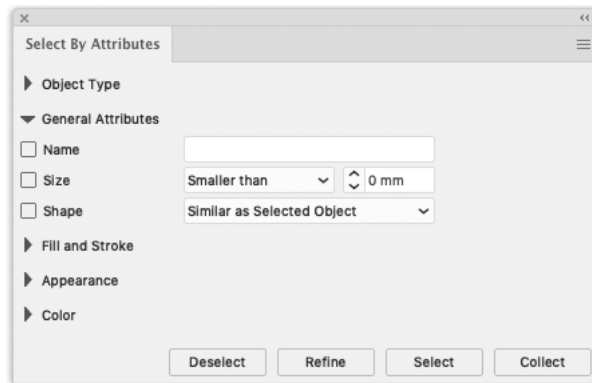 Select By Attributes
Object Type
General Attributes
Name
Size Smaller than 0 mm
Shape Similar as Selected Object
Fill and Stroke
Appearance
Color
Deselect Refine Select Collect